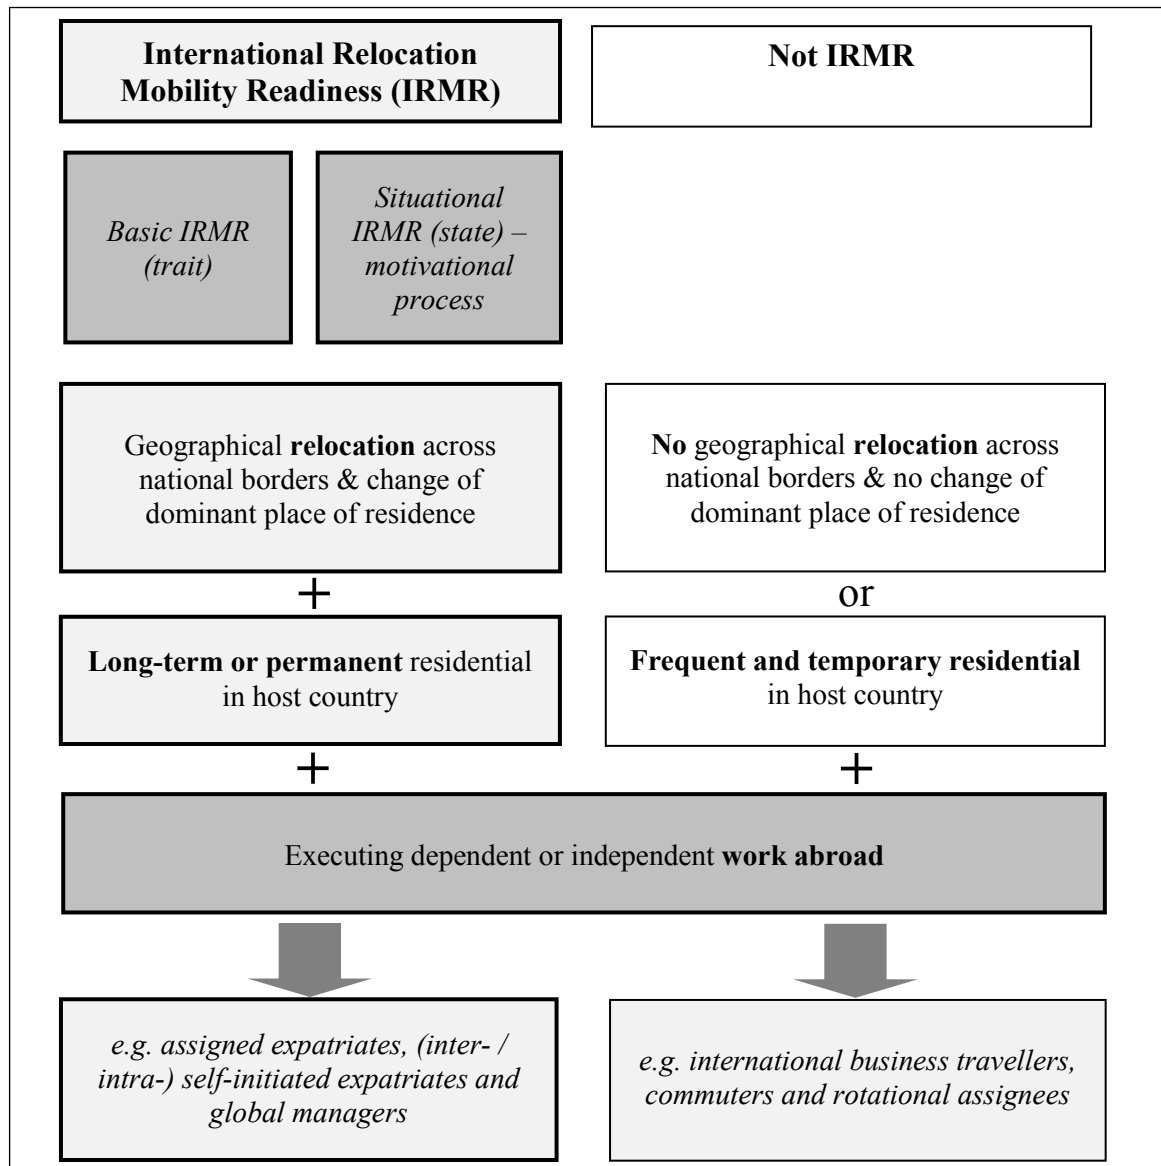 International Relocation
Mobility Readiness (IRMR)
Not IRMR
Basic IRMR
(trait)
Situational
IRMR (state) –
motivational
process
Geographical relocation across
national borders & change of
dominant place of residence
No geographical relocation across
national borders & no change of
dominant place of residence
+
or
Long-term or permanent residential
in host country
Frequent and temporary residential
in host country
+
+
Executing dependent or independent work abroad
e.g. assigned expatriates, (inter- /
intra-) self-initiated expatriates and
global managers
e.g. international business travellers,
commuters and rotational assignees